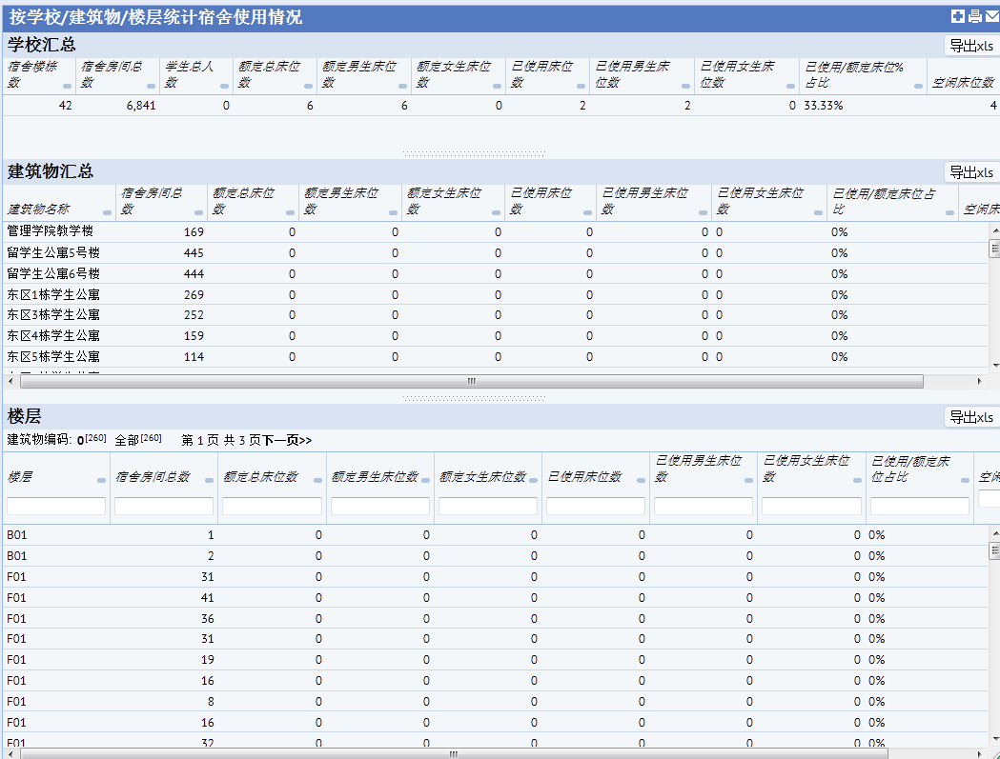 按学校/建筑物/楼层统计宿舍使用情况
学校汇总 导出xls
宿舍楼栋数 宿舍房间总数 学生总人数 额定总床位数 额定男生床位数 额定女生床位数 已使用床位数 已使用男生床位数 已使用女生床位数 已使用/额定床位%占比 空闲床位数
42 6,841 0 6 6 0 2 2 0 33.33% 4
建筑物汇总 导出xls
建筑物名称 宿舍房间总数 额定总床位数 额定男生床位数 额定女生床位数 已使用床位数 已使用男生床位数 已使用女生床位数 已使用/额定床位占比 空闲床
管理学院教学楼 169 0 0 0 0 0 0 0%
留学生公寓5号楼 445 0 0 0 0 0 0 0%
留学生公寓6号楼 444 0 0 0 0 0 0 0%
东区1栋学生公寓 269 0 0 0 0 0 0 0%
东区3栋学生公寓 252 0 0 0 0 0 0 0%
东区4栋学生公寓 159 0 0 0 0 0 0 0%
东区5栋学生公寓 114 0 0 0 0 0 0 0%
楼层 导出xls
建筑物编码: 0[260] 全部[260] 第 1 页 共 3 页下一页>>
楼层 宿舍房间总数 额定总床位数 额定男生床位数 额定女生床位数 已使用床位数 已使用男生床位数 已使用女生床位数 已使用/额定床位占比 空闲
B01 1 0 0 0 0 0 0 0%
B01 2 0 0 0 0 0 0 0%
F01 31 0 0 0 0 0 0 0%
F01 41 0 0 0 0 0 0 0%
F01 36 0 0 0 0 0 0 0%
F01 31 0 0 0 0 0 0 0%
F01 19 0 0 0 0 0 0 0%
F01 16 0 0 0 0 0 0 0%
F01 8 0 0 0 0 0 0 0%
F01 16 0 0 0 0 0 0 0%
F01 32 0 0 0 0 0 0 0%